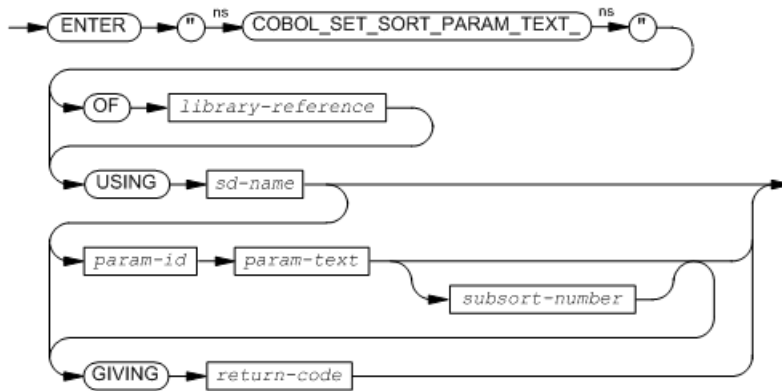 ENTER " ns COBOL_SET_SORT_PARAM_TEXT_ ns "
OF library-reference
USING sd-name
param-id param-text
subsort-number
GIVING return-code